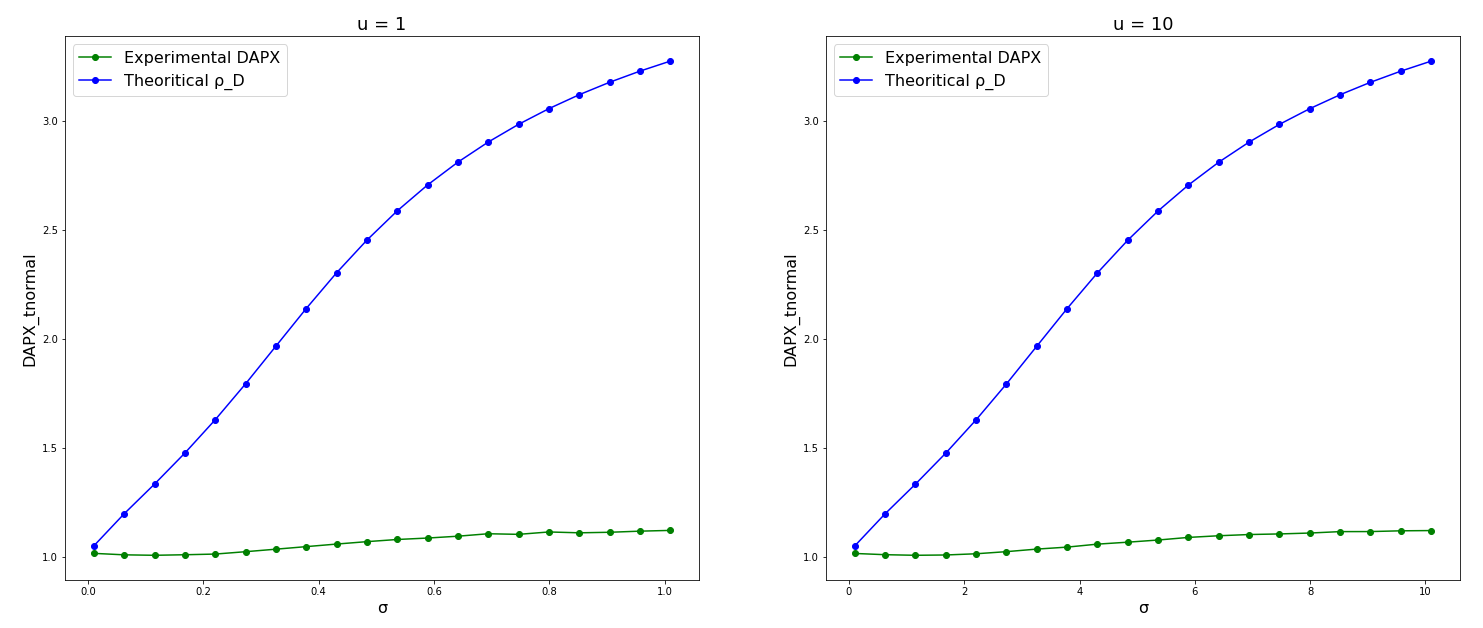 u = 1
Experimental DAPX
Theoritical ρ_D
DAPX_tnormal
3.0
2.5
2.0
1.5
1.0
0.0 0.2 0.4 0.6 0.8 1.0
σ
u = 10
Experimental DAPX
Theoritical ρ_D
DAPX_tnormal
3.0
2.5
2.0
1.5
1.0
0 2 4 6 8 10
σ